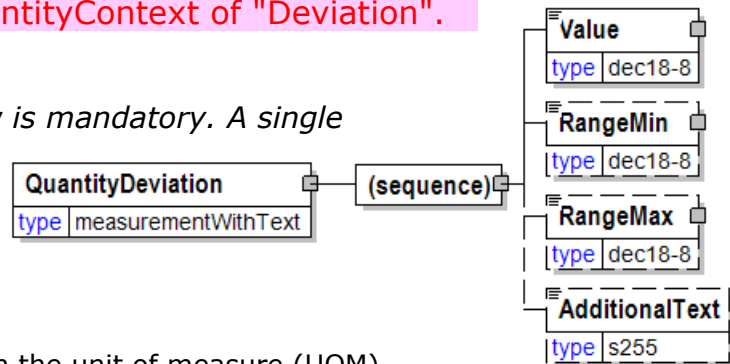 of "Deviation".
Value
type dec18-8
is mandatory. A single
RangeMin
type dec18-8
QuantityDeviation
type measurementWithText
(sequence)
RangeMax
type dec18-8
AdditionalText
type s255
the unit of measure (UOM)